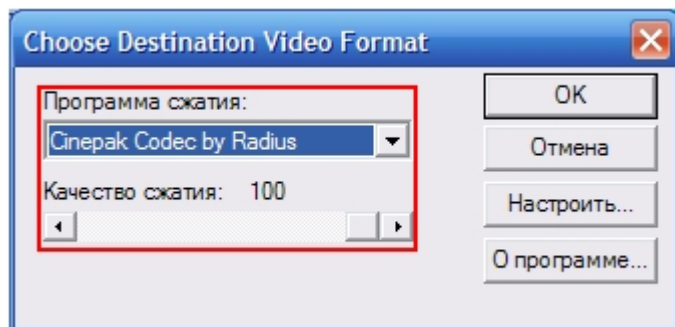 Choose Destination Video Format
Программа сжатия:
Cinepak Codec by Radius
Качество сжатия: 100
OK
Отмена
Настроить...
О программе...